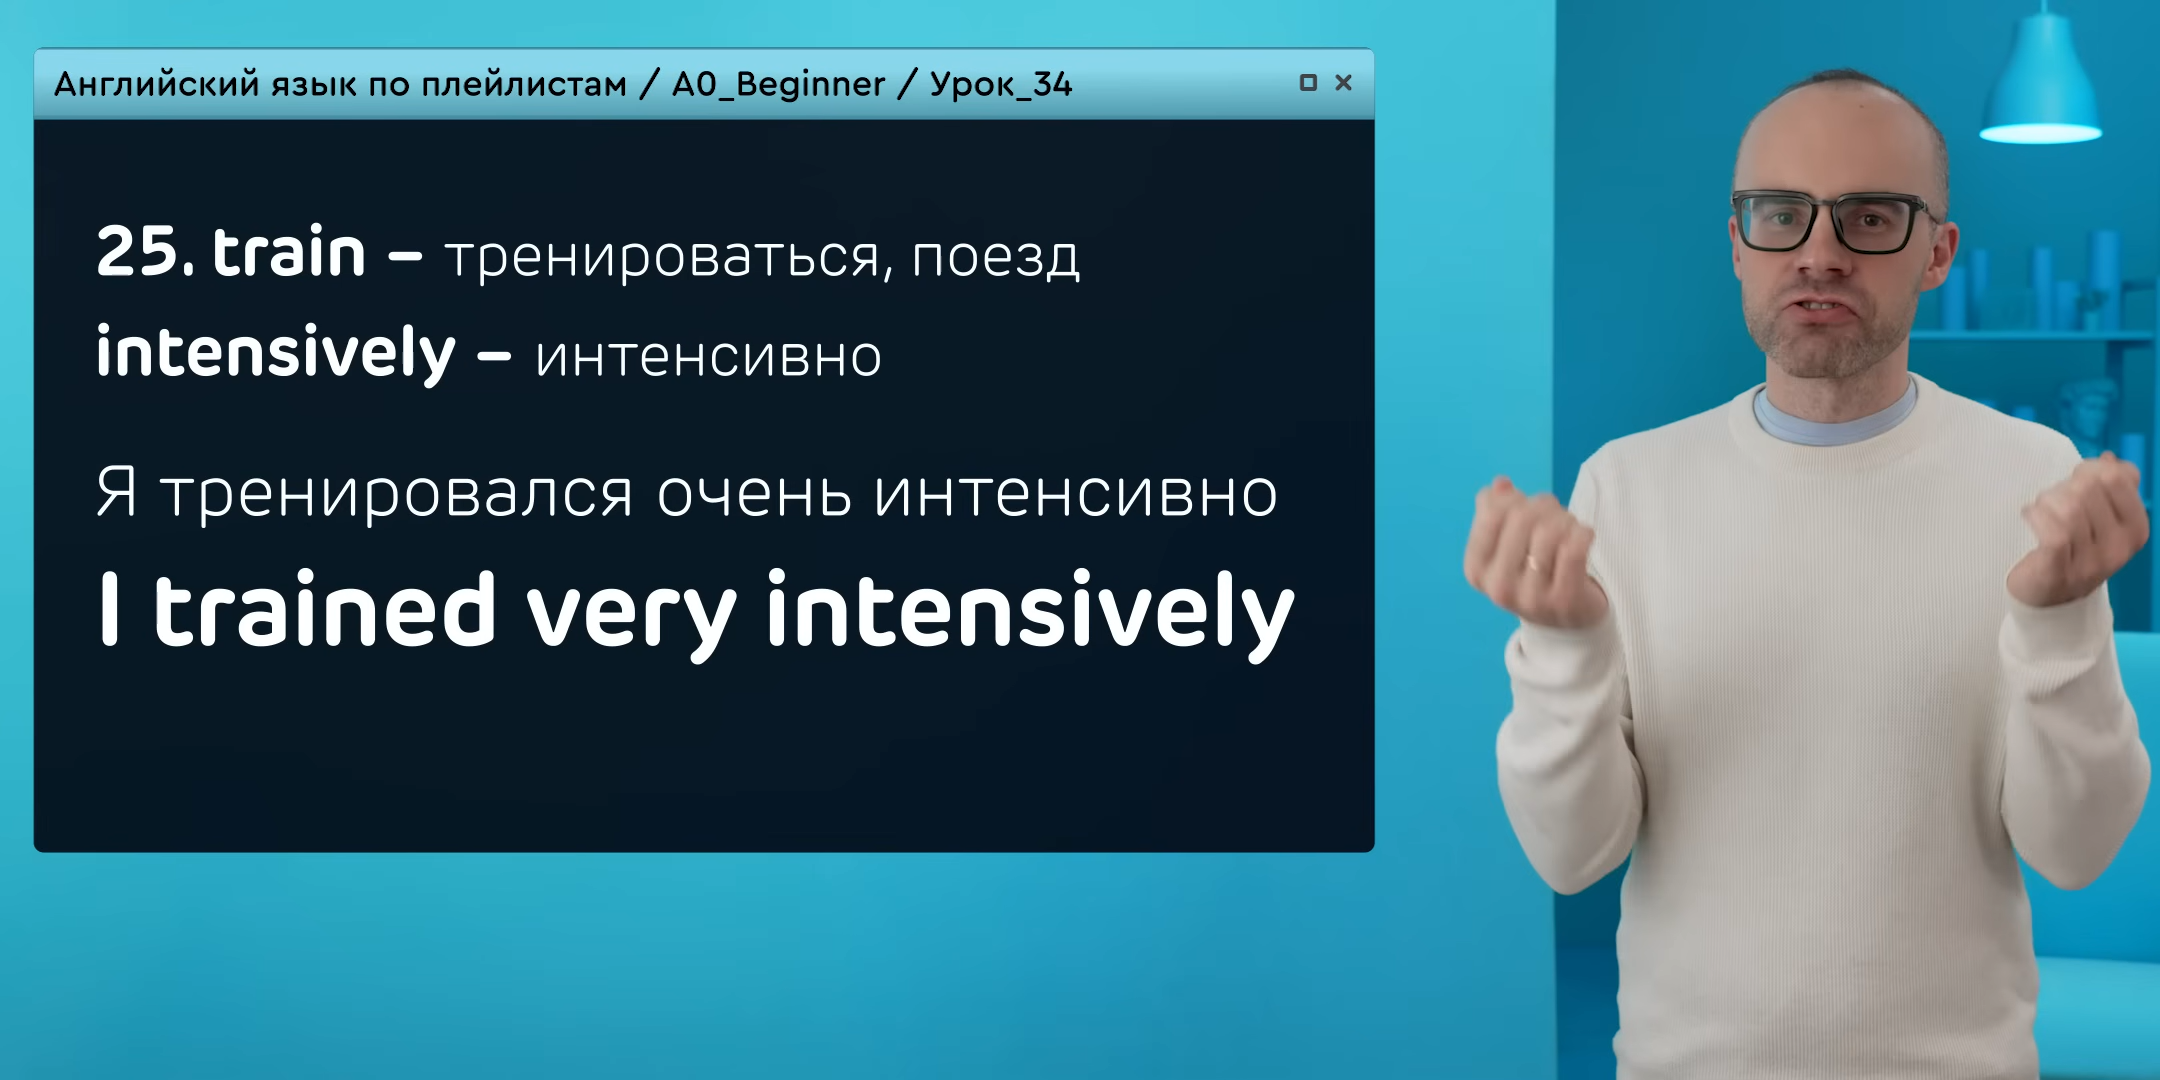 Английский язык по плейлистам / A0_Beginner / Урок_34
25. train – тренироваться, поезд
intensively – интенсивно
Я тренировался очень интенсивно
I trained very intensively